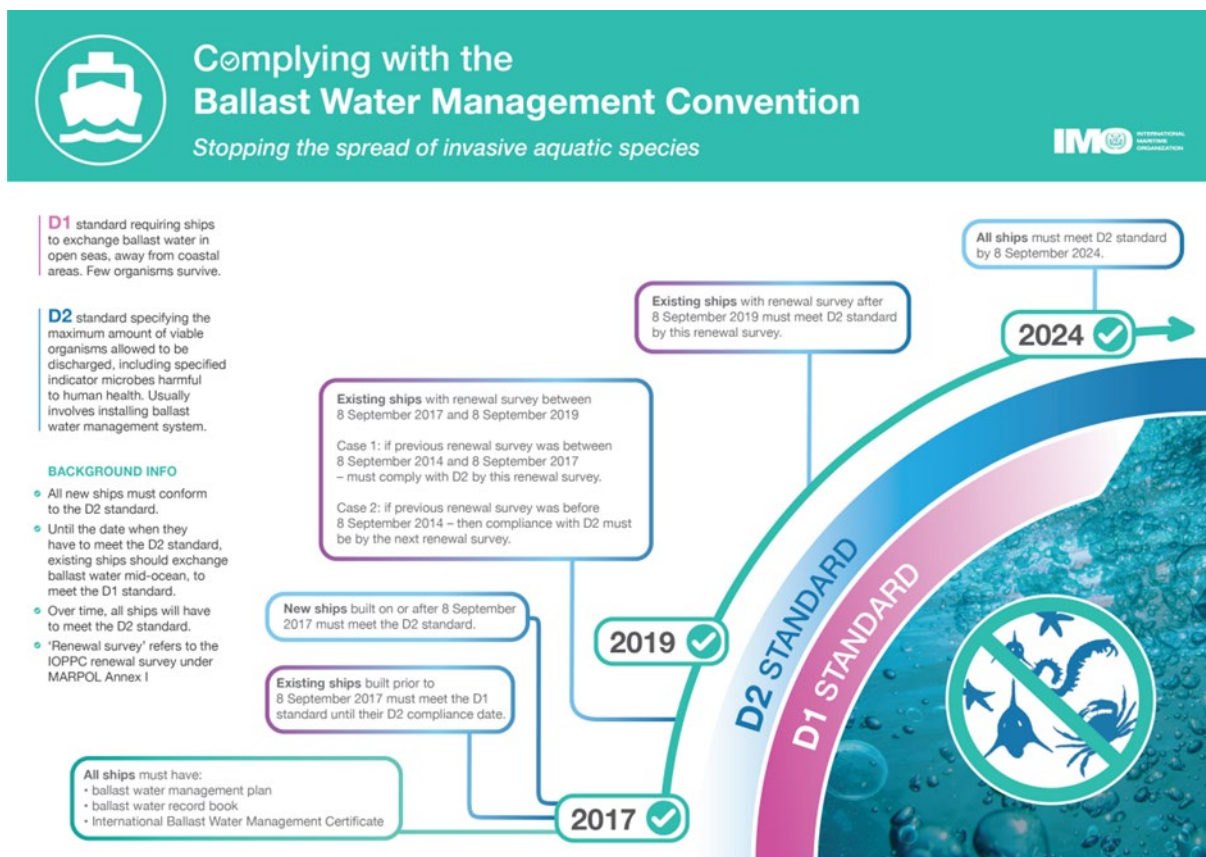 Complying with the
Ballast Water Management Convention
Stopping the spread of invasive aquatic species
IMO
INTERNATIONAL
MARITIME
ORGANIZATION
D1 standard requiring ships
to exchange ballast water in
open seas, away from coastal
areas. Few organisms survive.
D2 standard specifying the
maximum amount of viable
organisms allowed to be
discharged, including specified
indicator microbes harmful
to human health. Usually
involves installing ballast
water management system.
BACKGROUND INFO
All new ships must conform
to the D2 standard.
Until the date when they
have to meet the D2 standard,
existing ships should exchange
ballast water mid-ocean, to
meet the D1 standard.
Over time, all ships will have
to meet the D2 standard.
‘Renewal survey’ refers to the
IOPPC renewal survey under
MARPOL Annex I
All ships must meet D2 standard
by 8 September 2024.
2024
Existing ships with renewal survey after
8 September 2019 must meet D2 standard
by this renewal survey.
Existing ships with renewal survey between
8 September 2017 and 8 September 2019
Case 1: if previous renewal survey was between
8 September 2014 and 8 September 2017
– must comply with D2 by this renewal survey.
Case 2: if previous renewal survey was before
8 September 2014 – then compliance with D2 must
be by the next renewal survey.
2019
New ships built on or after 8 September
2017 must meet the D2 standard.
Existing ships built prior to
8 September 2017 must meet the D1
standard until their D2 compliance date.
All ships must have:
• ballast water management plan
• ballast water record book
• International Ballast Water Management Certificate
2017
D2 STANDARD
D1 STANDARD